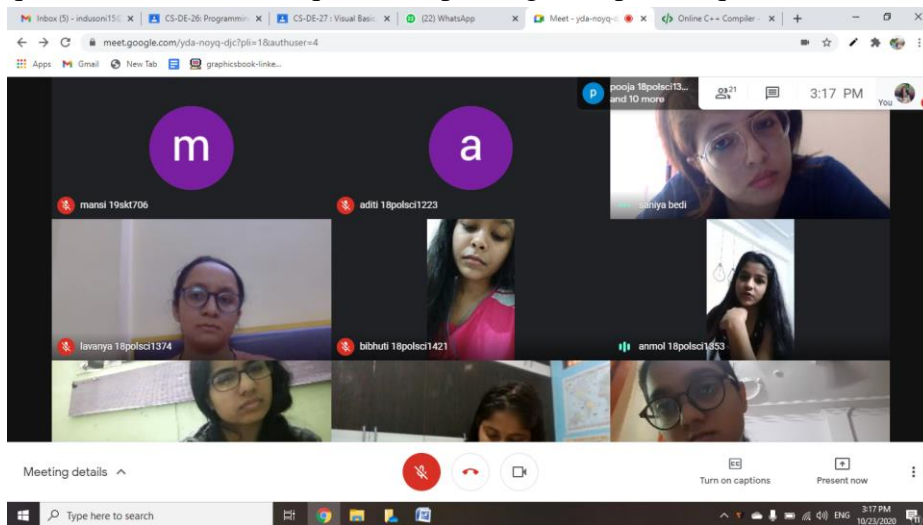 Inbox (5) - induson15
CS-DE-26: Programmin
CS-DE-27 : Visual Basic
(22) WhatsApp
Meet - yda-noyq-d
Online C++ Compiler -
meet.google.com/yda-noyq-djc?pli=1&authuser=4
Apps
Gmail
New Tab
graphicsbook-linke...
p
pooja 18polsci13...
and 10 more
21
3:17 PM
You
m
a
mansi 19skt706
aditi 18polsci1223
saniya bedi
lavanya 18polsci1374
bibhuti 18polsci1421
anmol 18polsci1353
Meeting details
CC
Turn on captions
Present now
Type here to search
ENG
3:17 PM
10/23/2020